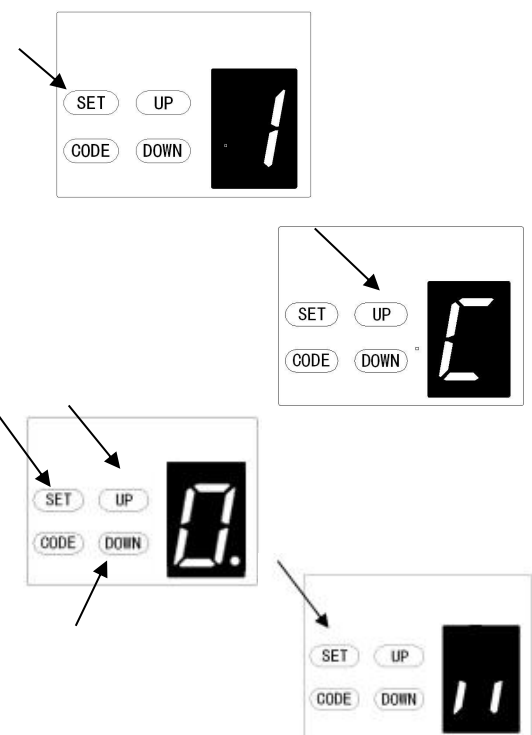 SET UP 1
CODE DOWN
SET UP C
CODE DOWN
SET UP 0.
CODE DOWN
SET UP
CODE DOWN 11